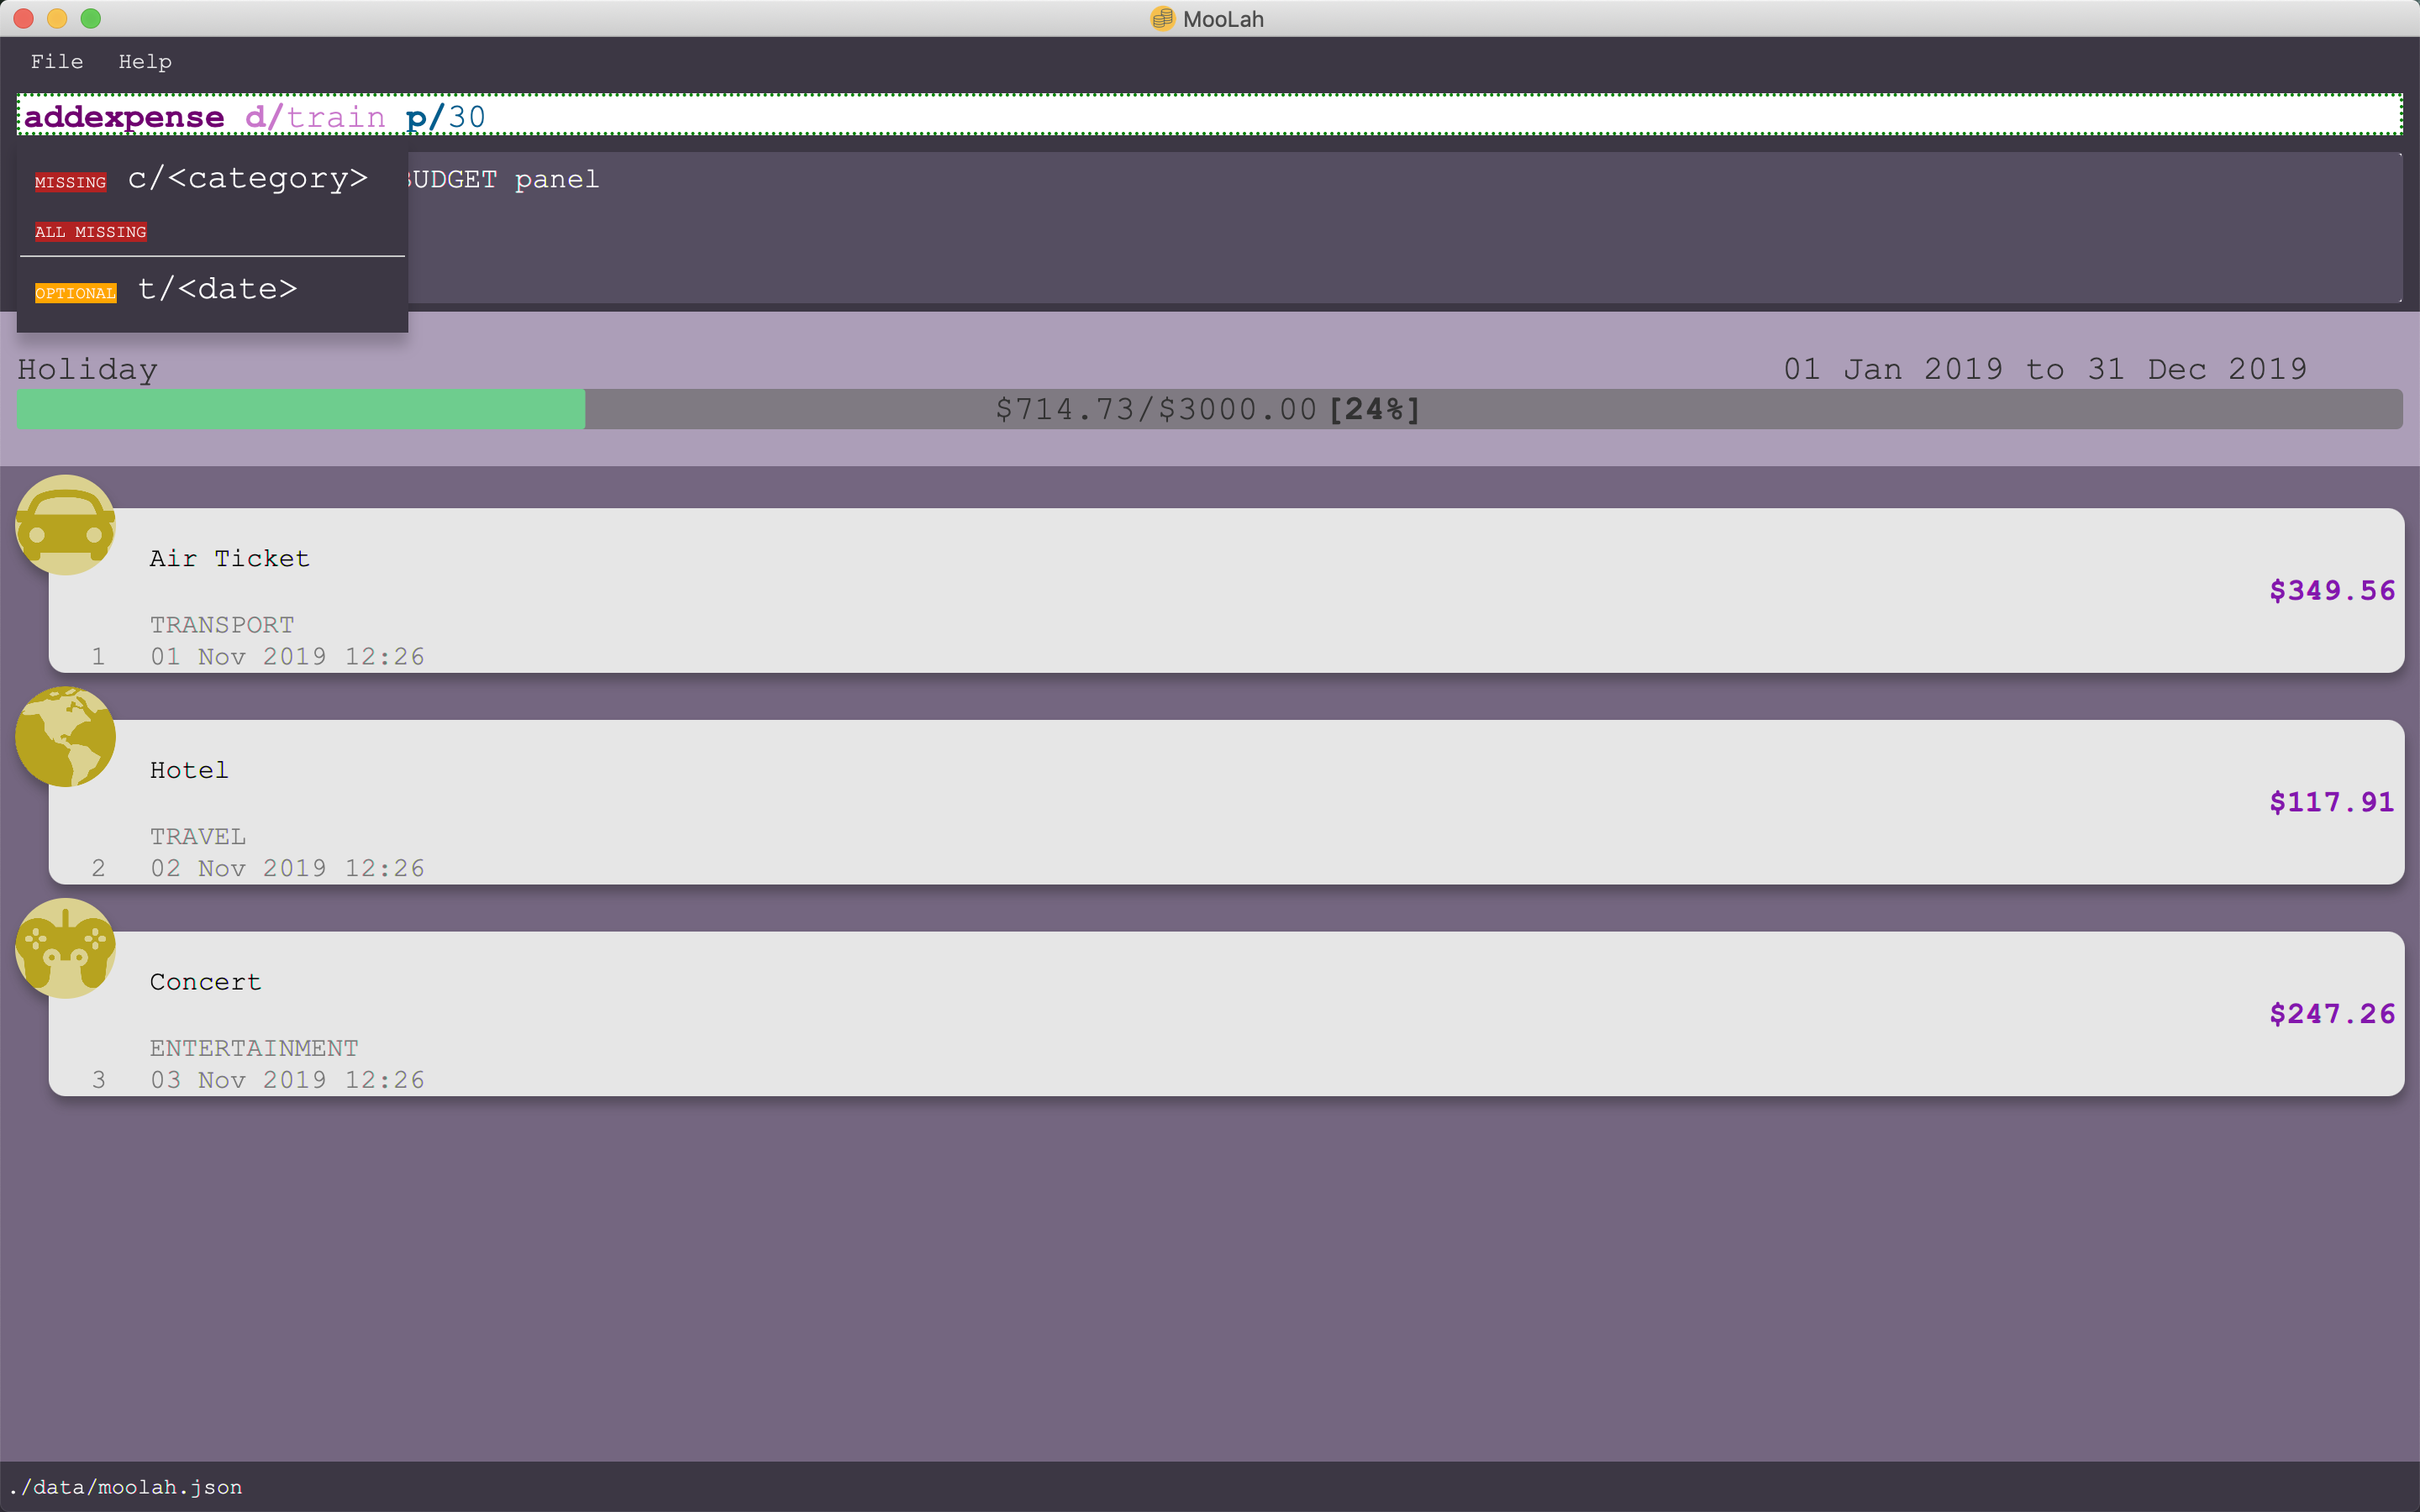 MooLah
File Help
addexpense d/train p/30
MISSING c/<category>
BUDGET panel
ALL MISSING
OPTIONAL t/<date>
Holiday 01 Jan 2019 to 31 Dec 2019
$714.73/$3000.00 [24%]
Air Ticket
$349.56
TRANSPORT
1 01 Nov 2019 12:26
Hotel
$117.91
TRAVEL
2 02 Nov 2019 12:26
Concert
$247.26
ENTERTAINMENT
3 03 Nov 2019 12:26
./data/moolah.json